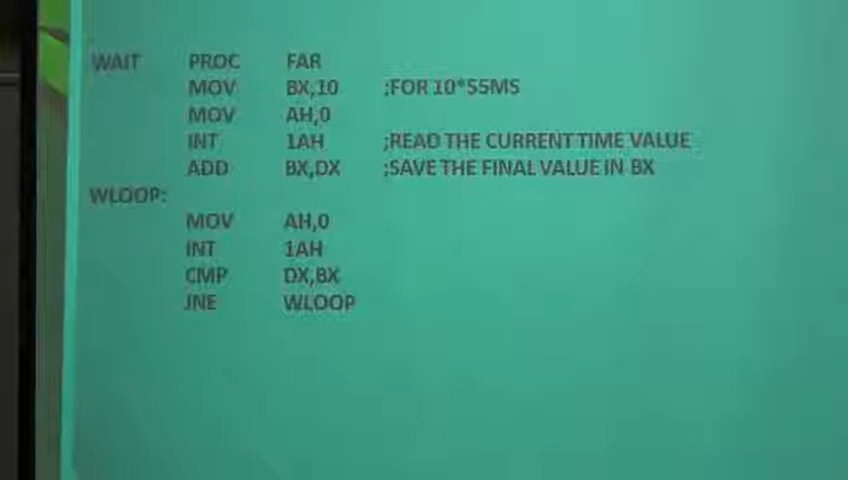 WAIT PROC FAR
MOV BX,10 ;FOR 10*55MS
MOV AH,0
INT 1AH ;READ THE CURRENT TIME VALUE
ADD BX,DX ;SAVE THE FINAL VALUE IN BX
WLOOP:
MOV AH,0
INT 1AH
CMP DX,BX
JNE WLOOP